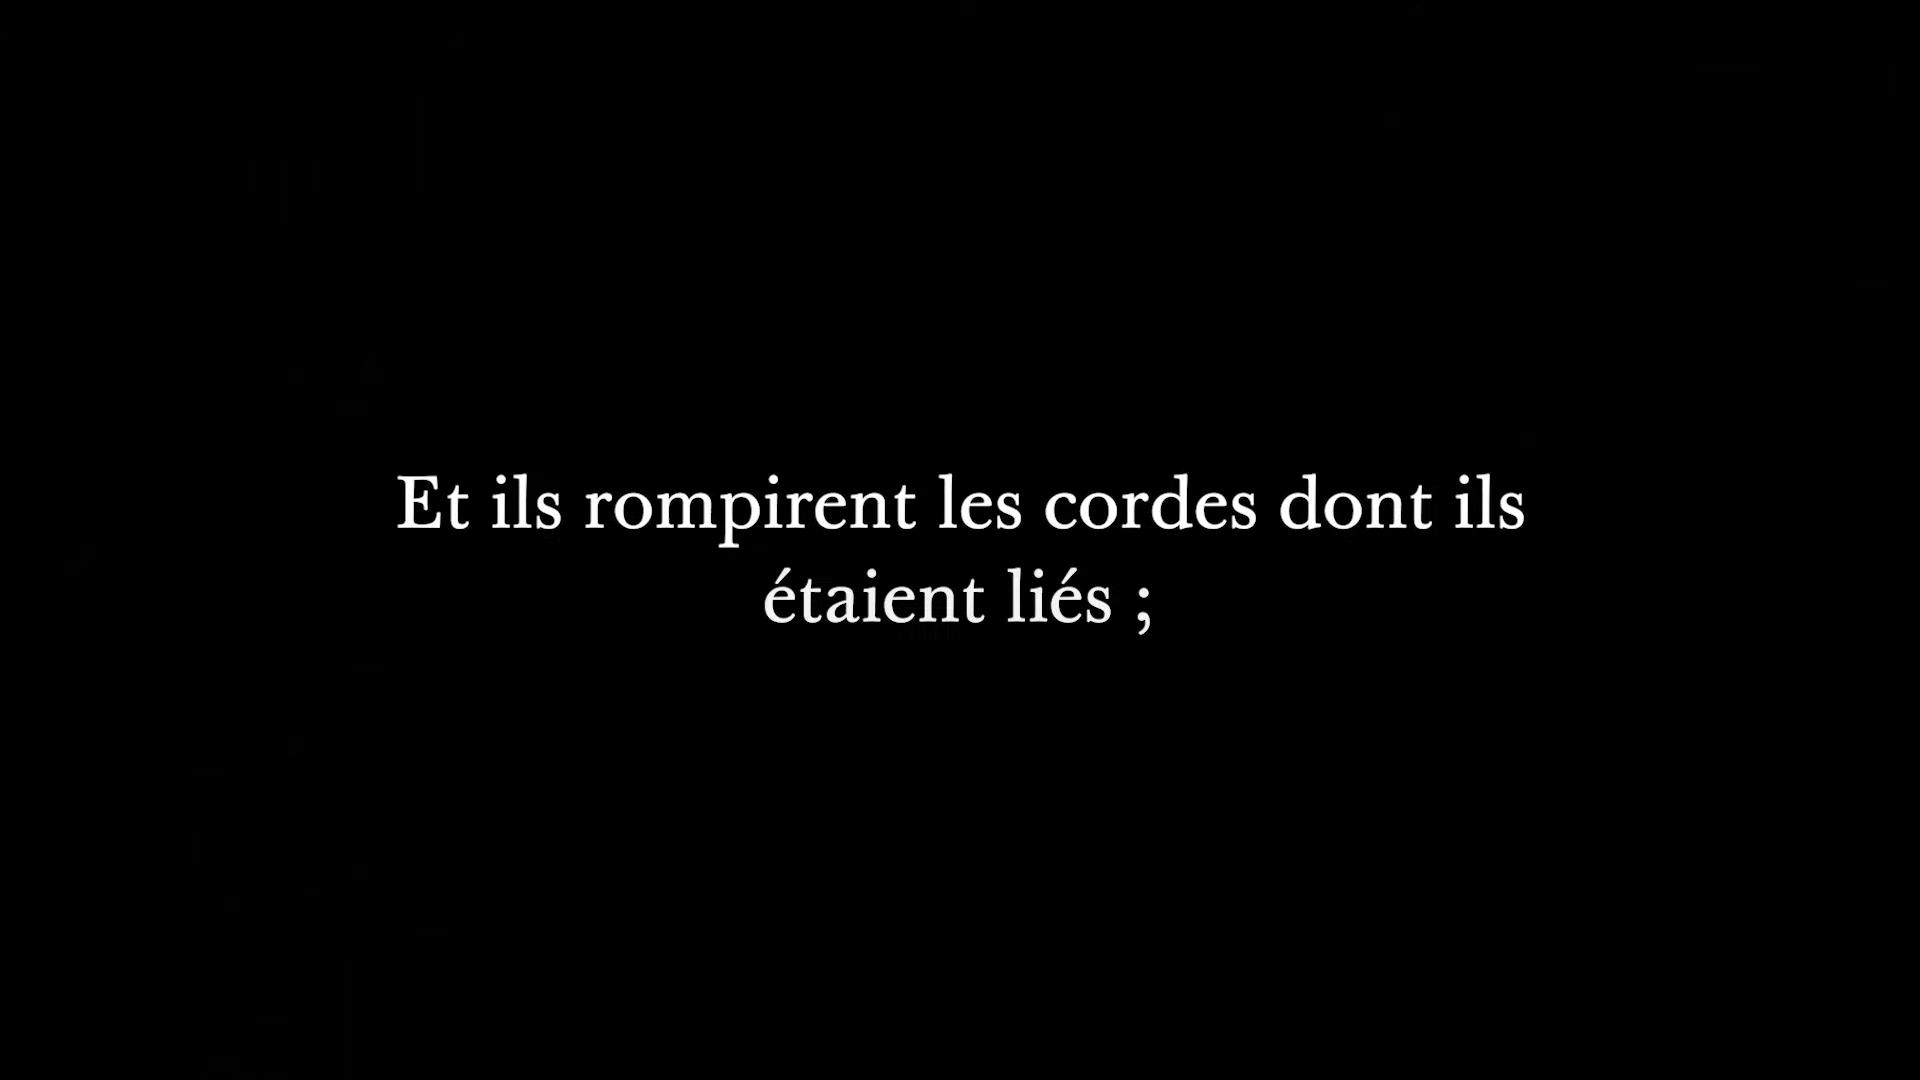 Et ils rompirent les cordes dont ils
étaient liés ;